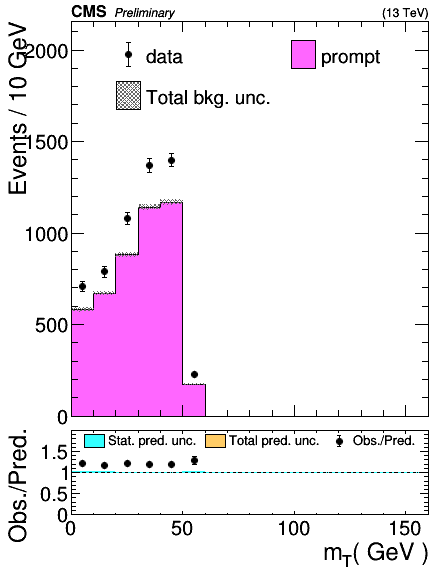 CMS Preliminary (13 TeV)
Events / 10 GeV
2000
1500
1000
500
0
data
prompt
Total bkg. unc.
Obs./Pred.
1.5
1
0.5
0
Stat. pred. unc.
Total pred. unc.
Obs./Pred.
0 50 100 150
m_T( GeV )